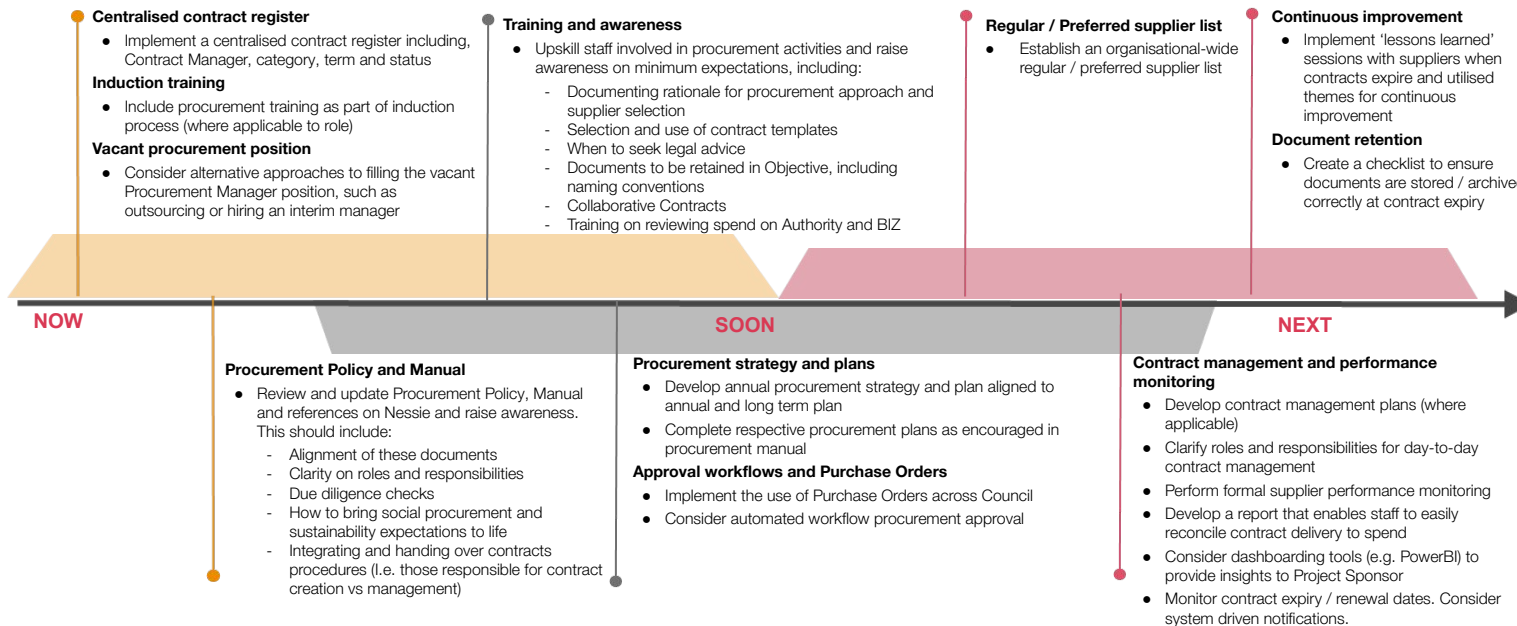 Centralised contract register
● Implement a centralised contract register including,
Contract Manager, category, term and status
Induction training
● Include procurement training as part of induction
process (where applicable to role)
Vacant procurement position
● Consider alternative approaches to filling the vacant
Procurement Manager position, such as
outsourcing or hiring an interim manager
Training and awareness
● Upskill staff involved in procurement activities and raise
awareness on minimum expectations, including:
- Documenting rationale for procurement approach and
supplier selection
- Selection and use of contract templates
- When to seek legal advice
- Documents to be retained in Objective, including
naming conventions
- Collaborative Contracts
- Training on reviewing spend on Authority and BIZ
Regular / Preferred supplier list
● Establish an organisational-wide
regular / preferred supplier list
Continuous improvement
● Implement ‘lessons learned’
sessions with suppliers when
contracts expire and utilised
themes for continuous
improvement
Document retention
● Create a checklist to ensure
documents are stored / archive
correctly at contract expiry
NOW
SOON
NEXT
Procurement Policy and Manual
● Review and update Procurement Policy, Manual
and references on Nessie and raise awareness.
This should include:
- Alignment of these documents
- Clarity on roles and responsibilities
- Due diligence checks
- How to bring social procurement and
sustainability expectations to life
- Integrating and handing over contracts
procedures (I.e. those responsible for contract
creation vs management)
Procurement strategy and plans
● Develop annual procurement strategy and plan aligned to
annual and long term plan
● Complete respective procurement plans as encouraged in
procurement manual
Approval workflows and Purchase Orders
● Implement the use of Purchase Orders across Council
● Consider automated workflow procurement approval
Contract management and performance
monitoring
● Develop contract management plans (where
applicable)
● Clarify roles and responsibilities for day-to-day
contract management
● Perform formal supplier performance monitoring
● Develop a report that enables staff to easily
reconcile contract delivery to spend
● Consider dashboarding tools (e.g. PowerBI) to
provide insights to Project Sponsor
● Monitor contract expiry / renewal dates. Consider
system driven notifications.